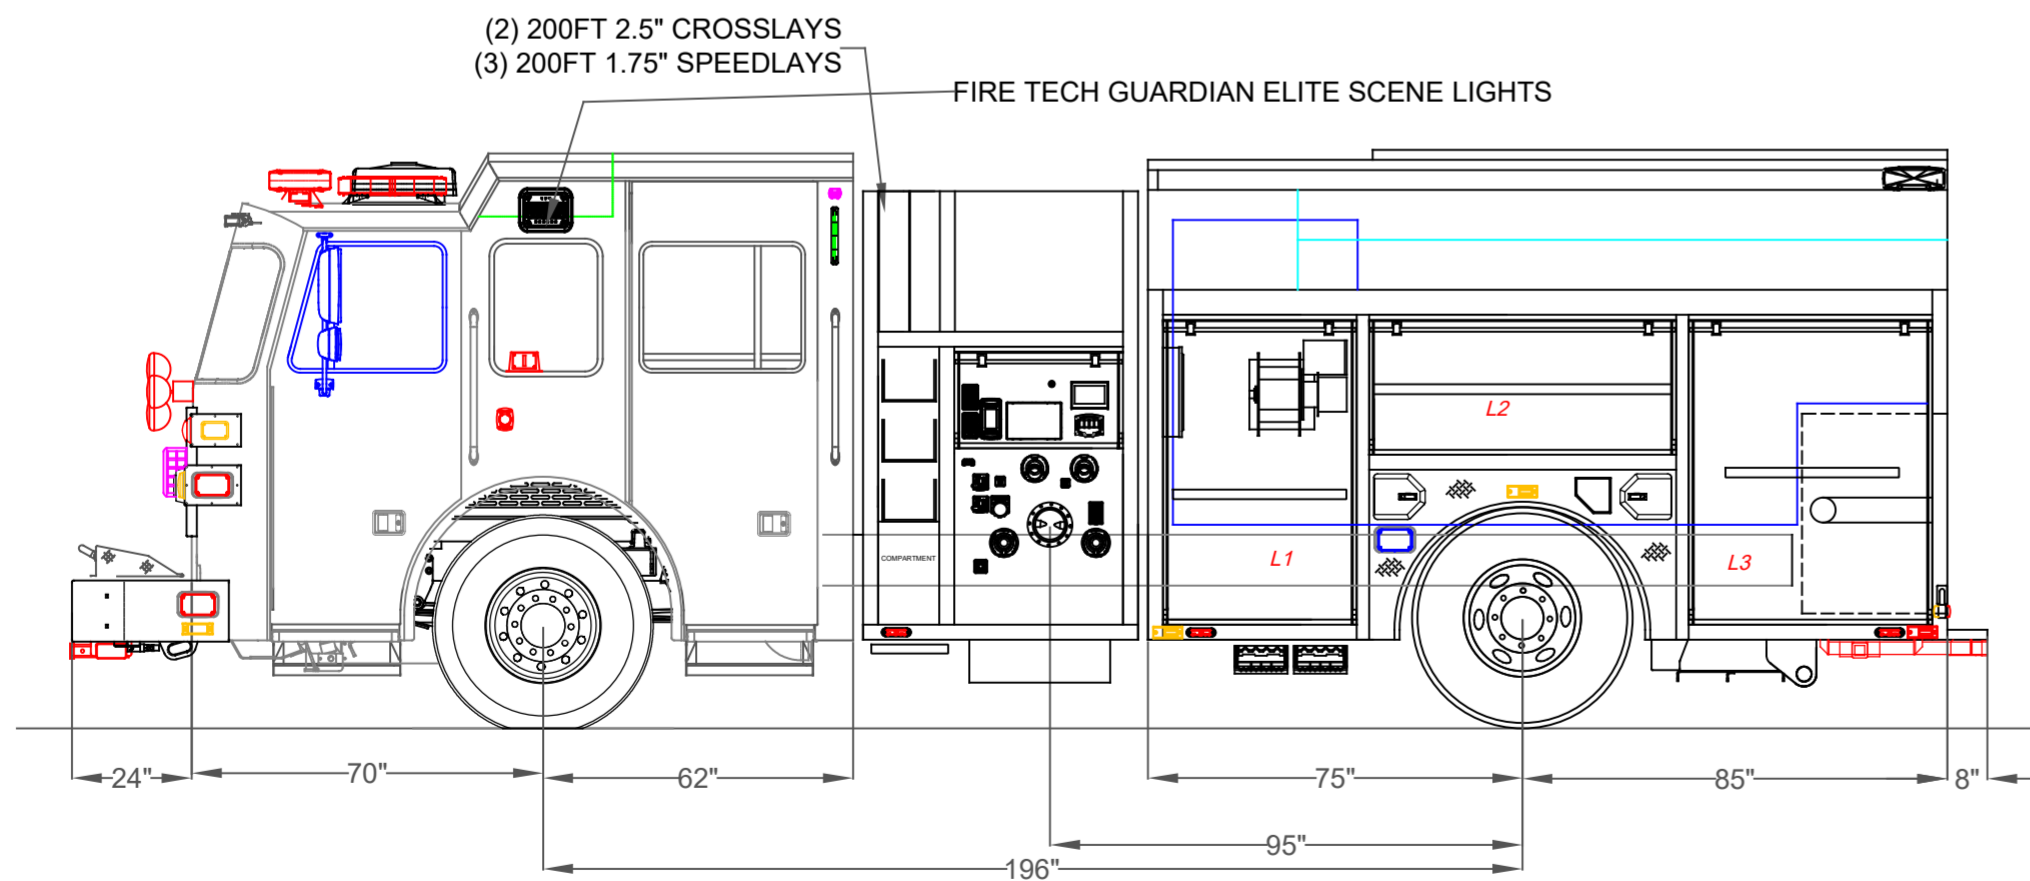 (2) 200FT 2.5" CROSSLAYS
(3) 200FT 1.75" SPEEDLAYS
FIRE TECH GUARDIAN ELITE SCENE LIGHTS
L2
COMPARTMENT
L1
L3
24"
70"
62"
75"
85"
8"
95"
196"